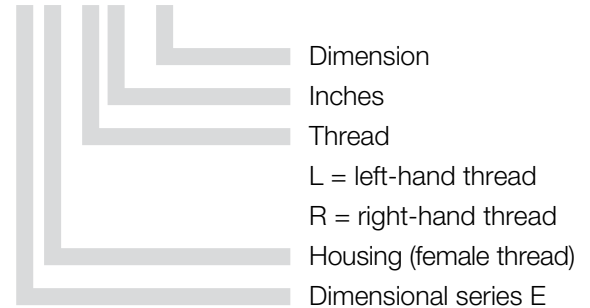 Dimension
Inches
Thread
L = left-hand thread
R = right-hand thread
Housing (female thread)
Dimensional series E